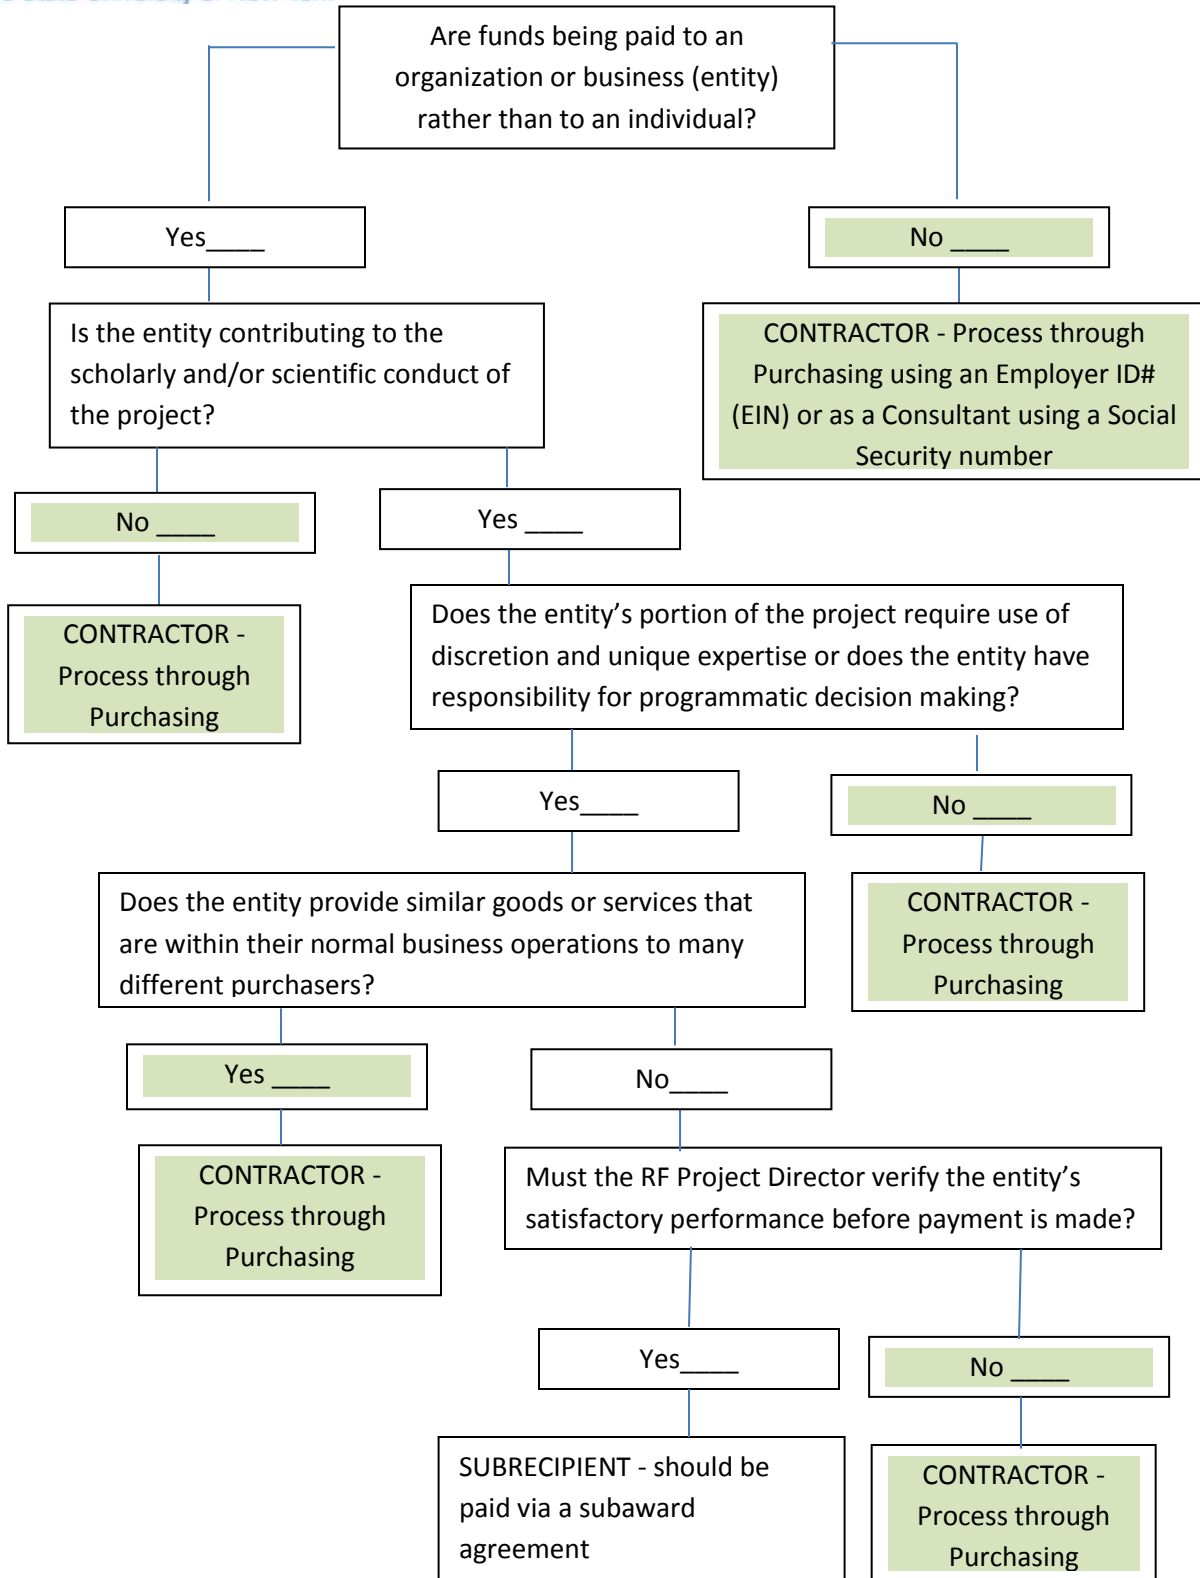 Are funds being paid to an
organization or business (entity)
rather than to an individual?
Yes____
No ____
Is the entity contributing to the
scholarly and/or scientific conduct of
the project?
CONTRACTOR - Process through
Purchasing using an Employer ID#
(EIN) or as a Consultant using a Social
Security number
No ____
Yes ____
CONTRACTOR -
Process through
Purchasing
Does the entity’s portion of the project require use of
discretion and unique expertise or does the entity have
responsibility for programmatic decision making?
Yes____
No ____
Does the entity provide similar goods or services that
are within their normal business operations to many
different purchasers?
CONTRACTOR -
Process through
Purchasing
Yes ____
No____
CONTRACTOR -
Process through
Purchasing
Must the RF Project Director verify the entity’s
satisfactory performance before payment is made?
Yes____
No ____
SUBRECIPIENT - should be
paid via a subaward
agreement
CONTRACTOR -
Process through
Purchasing